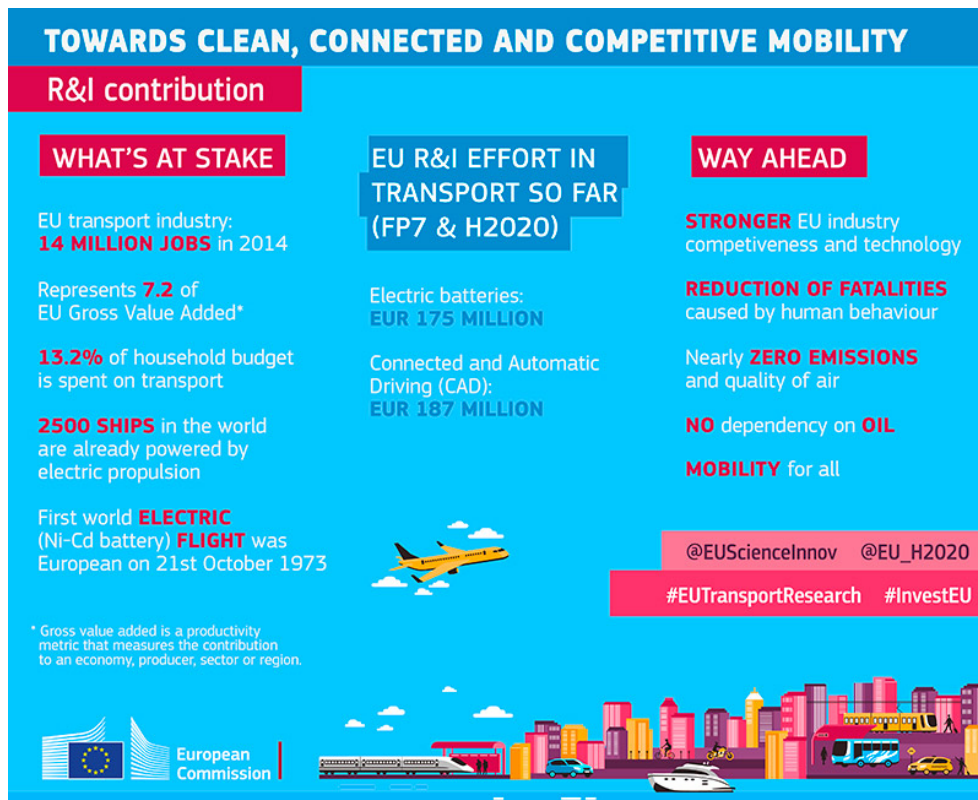 TOWARDS CLEAN, CONNECTED AND COMPETITIVE MOBILITY
R&I contribution
WHAT'S AT STAKE
EU transport industry:
14 MILLION JOBS in 2014
Represents 7.2 of
EU Gross Value Added*
13.2% of household budget
is spent on transport
2500 SHIPS in the world
are already powered by
electric propulsion
First world ELECTRIC
(Ni-Cd battery) FLIGHT was
European on 21st October 1973
* Gross value added is a productivity
metric that measures the contribution
to an economy, producer, sector or region.
EU R&I EFFORT IN
TRANSPORT SO FAR
(FP7 & H2020)
Electric batteries:
EUR 175 MILLION
Connected and Automatic
Driving (CAD):
EUR 187 MILLION
WAY AHEAD
STRONGER EU industry
competiveness and technology
REDUCTION OF FATALITIES
caused by human behaviour
Nearly ZERO EMISSIONS
and quality of air
NO dependency on OIL
MOBILITY for all
@EUScienceInnov @EU_H2020
#EUTransportResearch #InvestEU
European
Commission